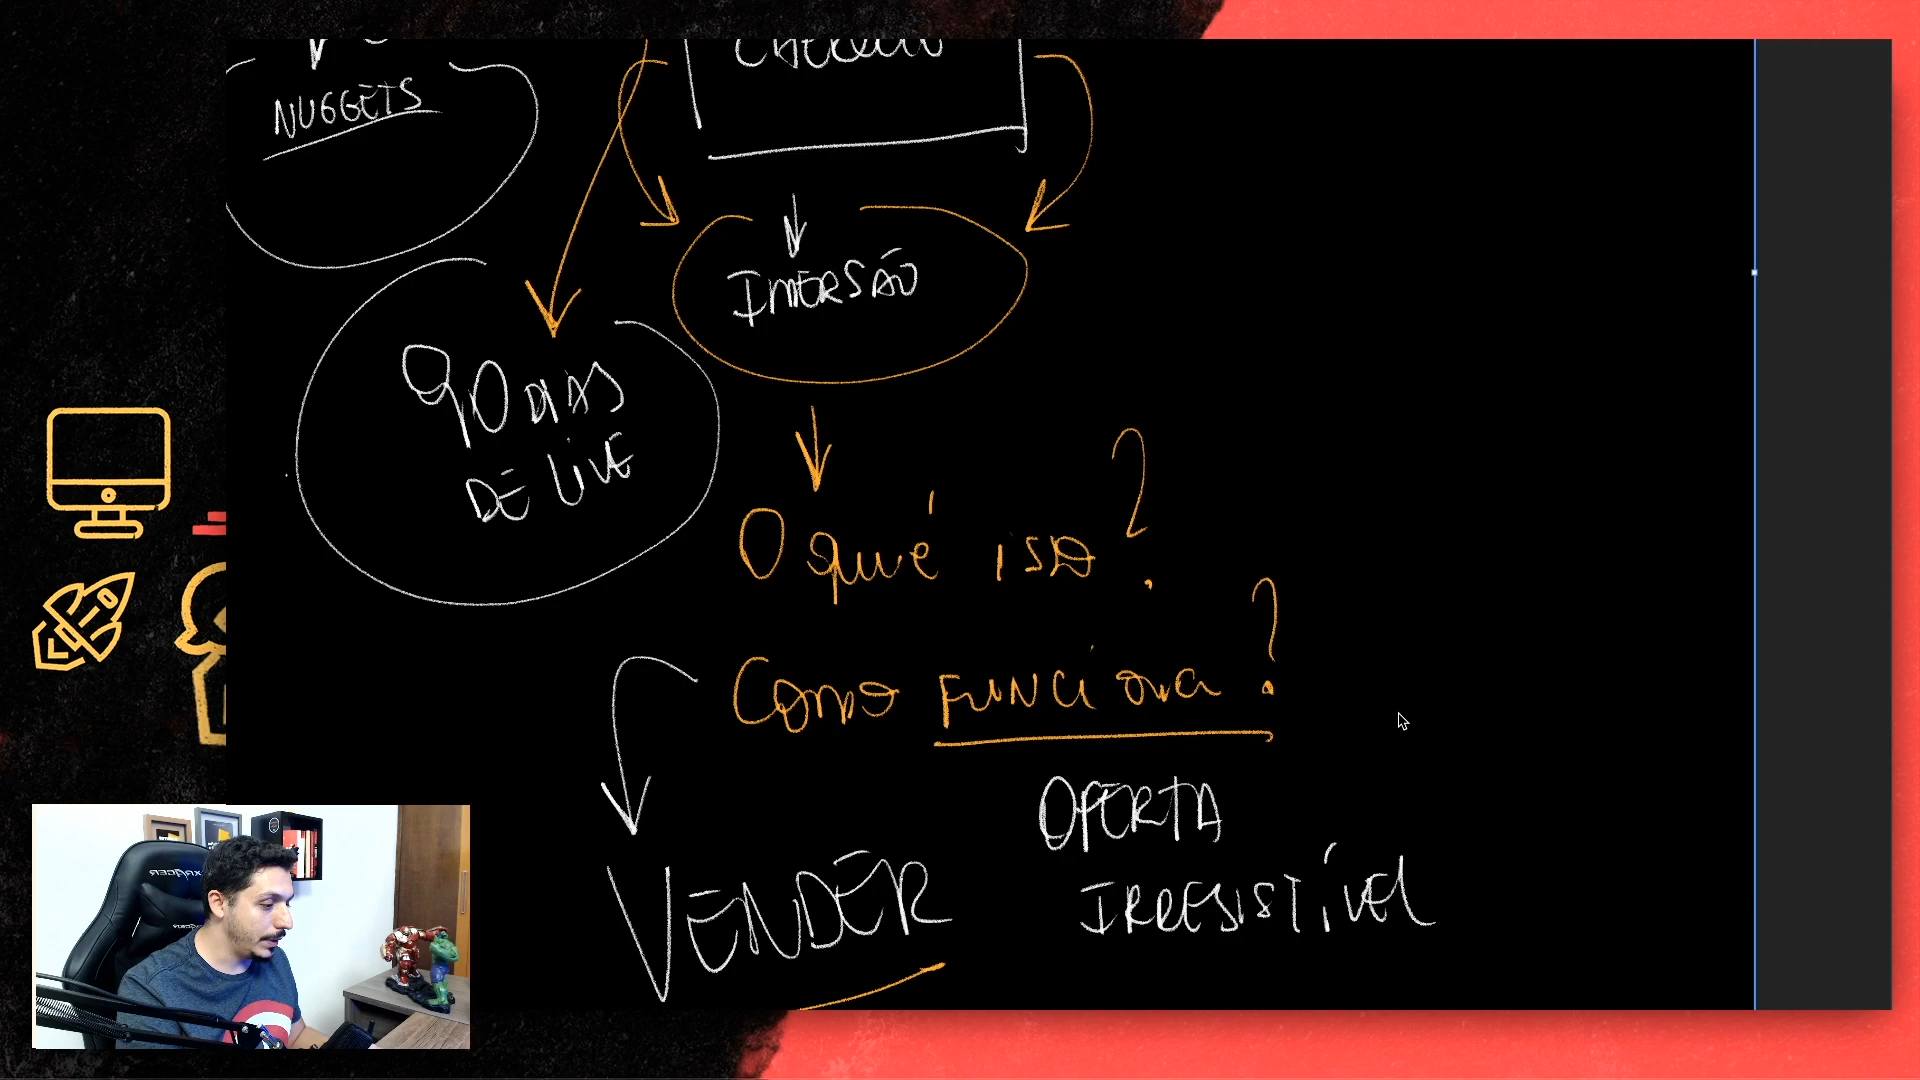 NUGGETS
IMERSÃO
90 DIAS
DE LIVE
O que é isso?
Como FUNCIONA?
OFERTA
IRRESISTÍVEL
VENDER